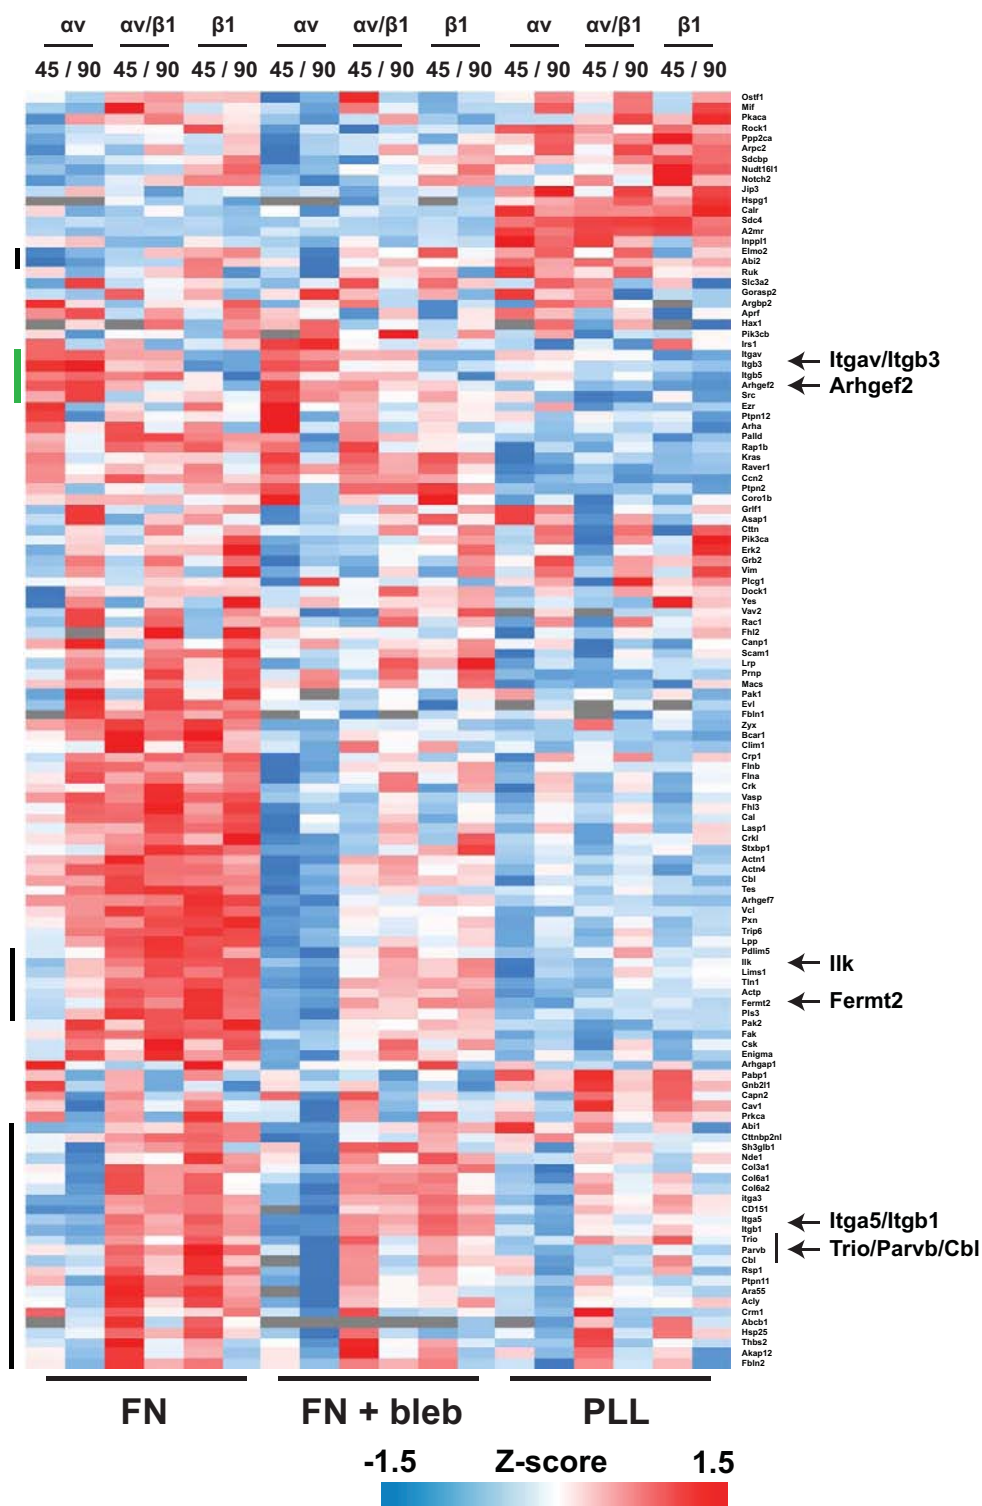 αv αv/β1 β1 αv αv/β1 β1 αv αv/β1 β1
45 / 90 45 / 90 45 / 90 45 / 90 45 / 90 45 / 90 45 / 90 45 / 90 45 / 90
Ostf1
Mif
Pkaca
Rock1
Ppp2ca
Arpc2
Sdcbp
Nudt16l1
Notch2
Jip3
Hspg1
Calr
Sdc4
A2mr
Inppl1
Elmo2
Abi2
Ruk
Slc3a2
Gorasp2
Argbp2
Aprf
Hax1
Pik3cb
Irs1
Itgav
Itgb3
Itgb3
Itgb5
Arhgef2
Src
Ezr
Ptpn12
Arha
Palld
Rap1b
Kras
Raver1
Ccn2
Ptpn2
Coro1b
Grlf1
Asap1
Cttn
Pik3ca
Erk2
Grb2
Vim
Plcg1
Dock1
Yes
Vav2
Rac1
Fhl2
Canp1
Scam1
Lrp
Prnp
Macs
Pak1
Evl
Fbln1
Zyx
Bcar1
Clim1
Crp1
Flnb
Flna
Crk
Vasp
Fhl3
Cal
Lasp1
Crkl
Stxbp1
Actn1
Actn4
Cbl
Tes
Arhgef7
Vcl
Pxn
Trip6
Lpp
Pdlim5
Ilk
Lims1
Tln1
Actp
Fermt2
Pls3
Pak2
Fak
Csk
Enigma
Arhgap1
Pabp1
Gnb2l1
Capn2
Cav1
Prkca
Abi1
Cttnbp2nl
Sh3glb1
Nde1
Col3a1
Col6a1
Col6a2
itga3
CD151
Itga5
Itgb1
Trio
Parvb
Cbl
Rsp1
Ptpn11
Ara55
Acly
Crm1
Abcb1
Hsp25
Thbs2
Akap12
Fbln2
Itgav/Itgb3
Arhgef2
Ilk
Fermt2
Itga5/Itgb1
Trio/Parvb/Cbl
FN FN + bleb PLL
-1.5 Z-score 1.5